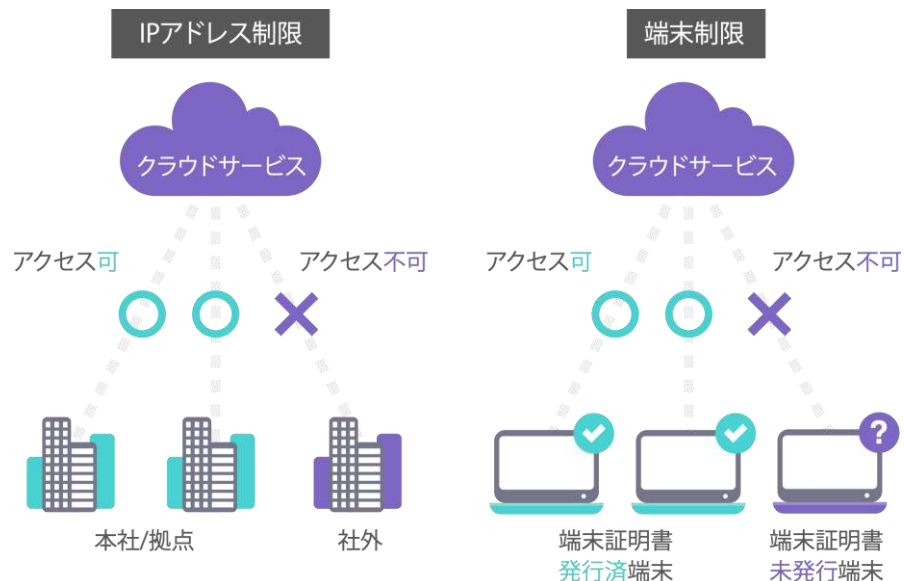 IPアドレス制限
クラウドサービス
アクセス可
アクセス不可
本社/拠点
社外
端末制限
クラウドサービス
アクセス可
アクセス不可
?
端末証明書
発行済端末
端末証明書
未発行端末